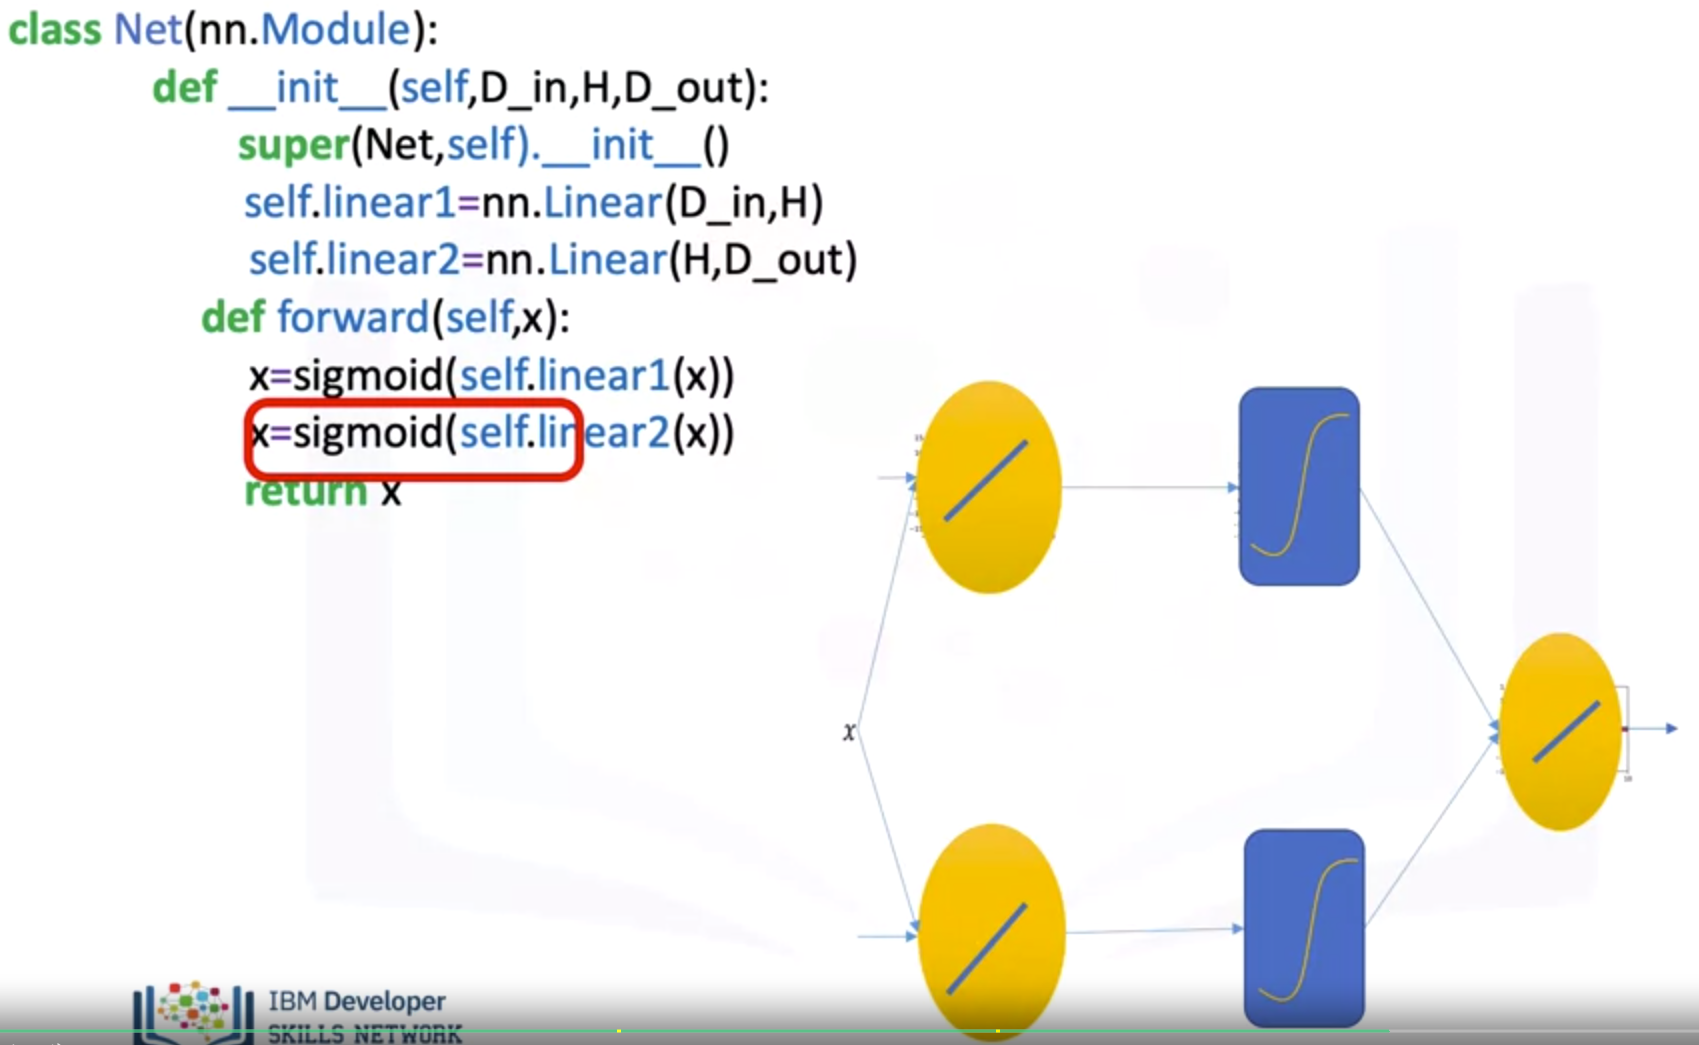 class Net(nn.Module):
def __init__(self,D_in,H,D_out):
super(Net,self).__init__()
self.linear1=nn.Linear(D_in,H)
self.linear2=nn.Linear(H,D_out)
def forward(self,x):
x=sigmoid(self.linear1(x))
x=sigmoid(self.linear2(x))
return x
x
IBM Developer
SKILLS NETWORK